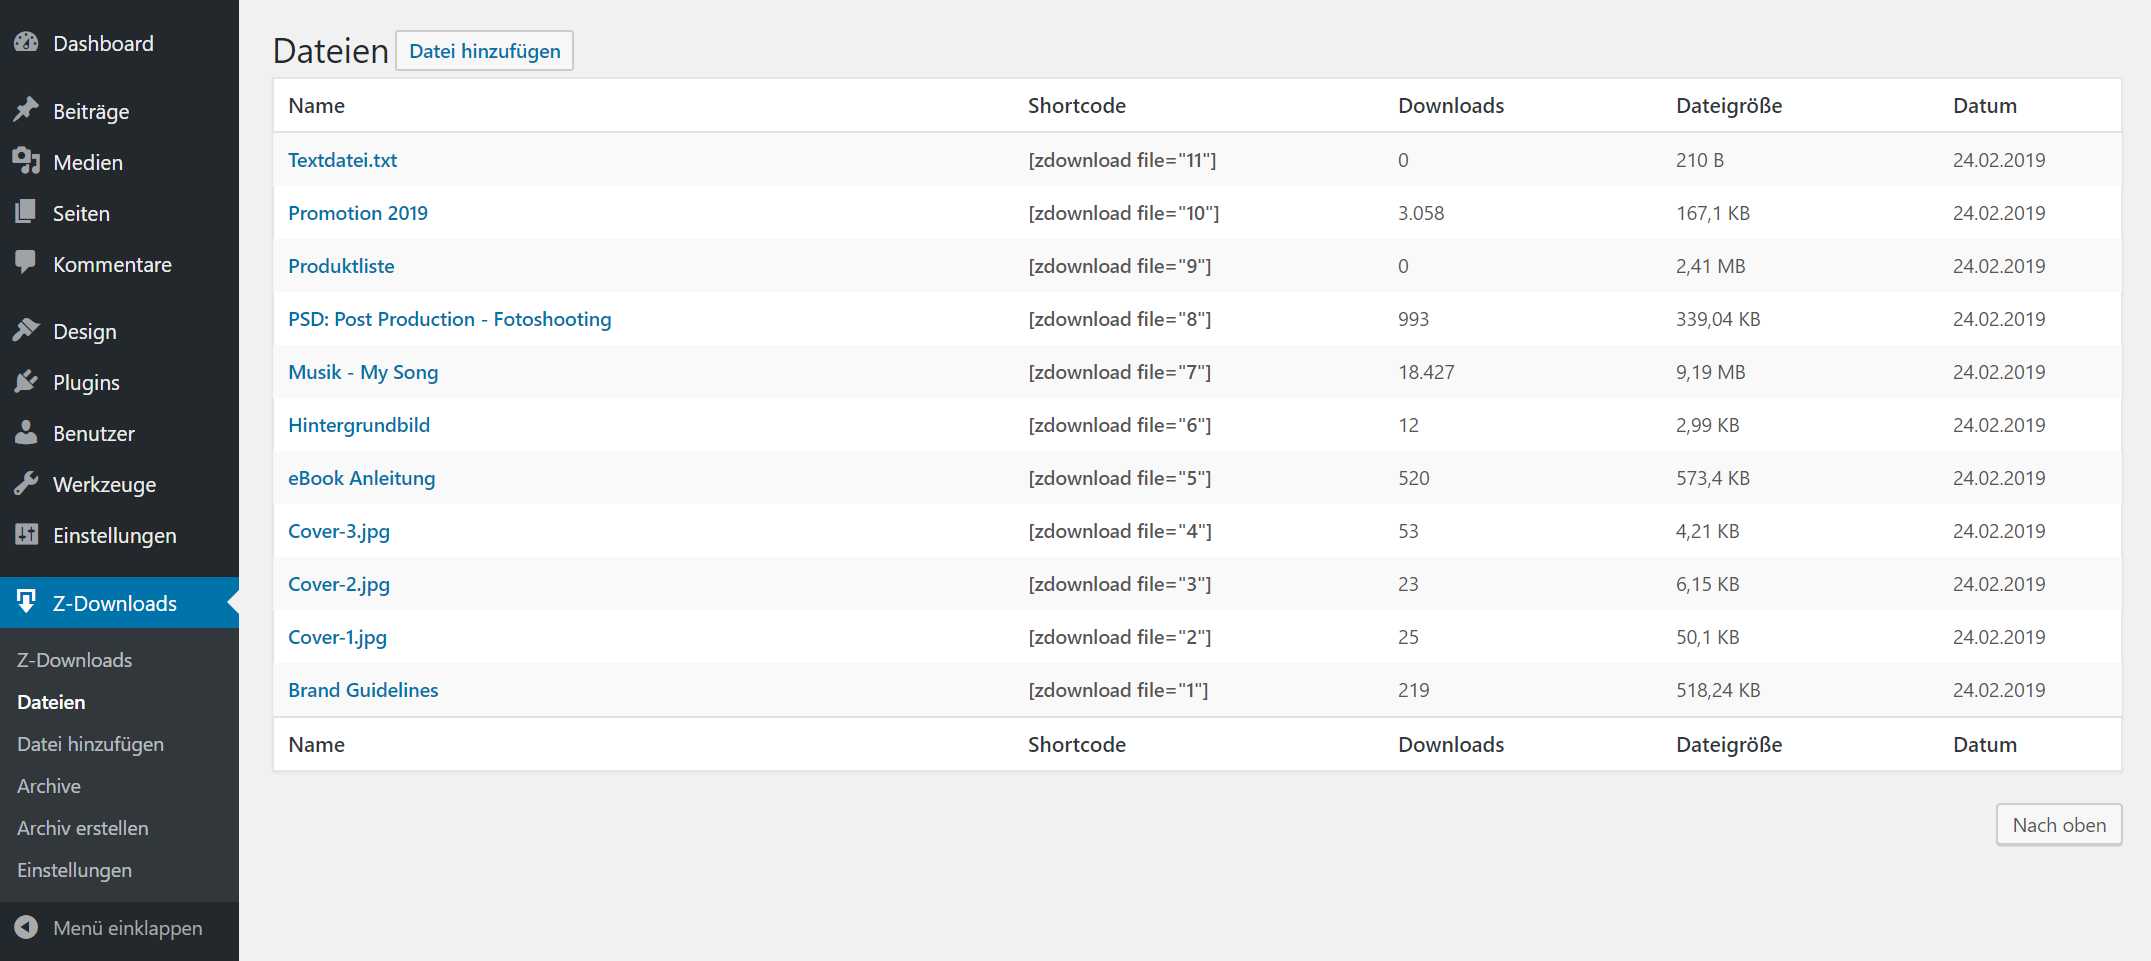 Dashboard
Beiträge
Medien
Seiten
Kommentare
Design
Plugins
Benutzer
Werkzeuge
Einstellungen
Z-Downloads
Z-Downloads
Dateien
Datei hinzufügen
Archive
Archiv erstellen
Einstellungen
Menü einklappen
Dateien Datei hinzufügen
Name Shortcode Downloads Dateigröße Datum
Textdatei.txt [zdownload file="11"] 0 210 B 24.02.2019
Promotion 2019 [zdownload file="10"] 3.058 167,1 KB 24.02.2019
Produktliste [zdownload file="9"] 0 2,41 MB 24.02.2019
PSD: Post Production - Fotoshooting [zdownload file="8"] 993 339,04 KB 24.02.2019
Musik - My Song [zdownload file="7"] 18.427 9,19 MB 24.02.2019
Hintergrundbild [zdownload file="6"] 12 2,99 KB 24.02.2019
eBook Anleitung [zdownload file="5"] 520 573,4 KB 24.02.2019
Cover-3.jpg [zdownload file="4"] 53 4,21 KB 24.02.2019
Cover-2.jpg [zdownload file="3"] 23 6,15 KB 24.02.2019
Cover-1.jpg [zdownload file="2"] 25 50,1 KB 24.02.2019
Brand Guidelines [zdownload file="1"] 219 518,24 KB 24.02.2019
Name Shortcode Downloads Dateigröße Datum
Nach oben